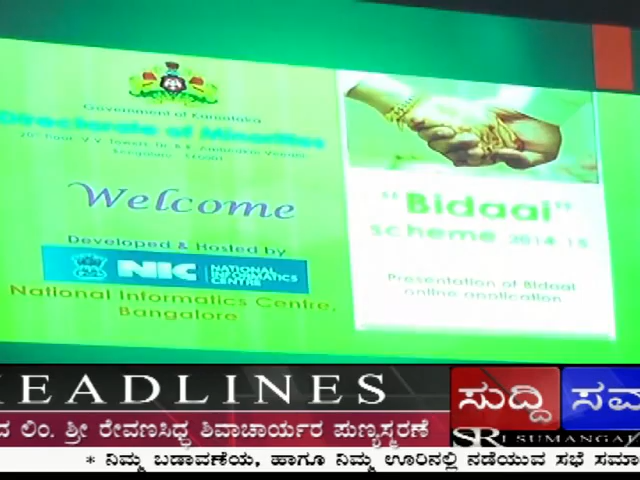 Government of Karnataka
Directorate of Minorities
Welcome
Developed & Hosted by
NIC
NATIONAL
INFORMATICS
CENTRE
National Informatics Centre,
Bangalore
"Bidaai"
scheme 2014-15
Presentation of Bidaai
online application
HEADLINES
ಲಿಂ. ಶ್ರೀ ರೇವಣಸಿದ್ಧ ಶಿವಾಚಾರ್ಯರ ಪುಣ್ಯಸ್ಮರಣೆ
ಸುದ್ದಿ
SRI SUMANGA
* ನಿಮ್ಮ ಬಡಾವಣೆಯ, ಹಾಗೂ ನಿಮ್ಮ ಊರಿನಲ್ಲಿ ನಡೆಯುವ ಸಭೆ ಸಮಾ